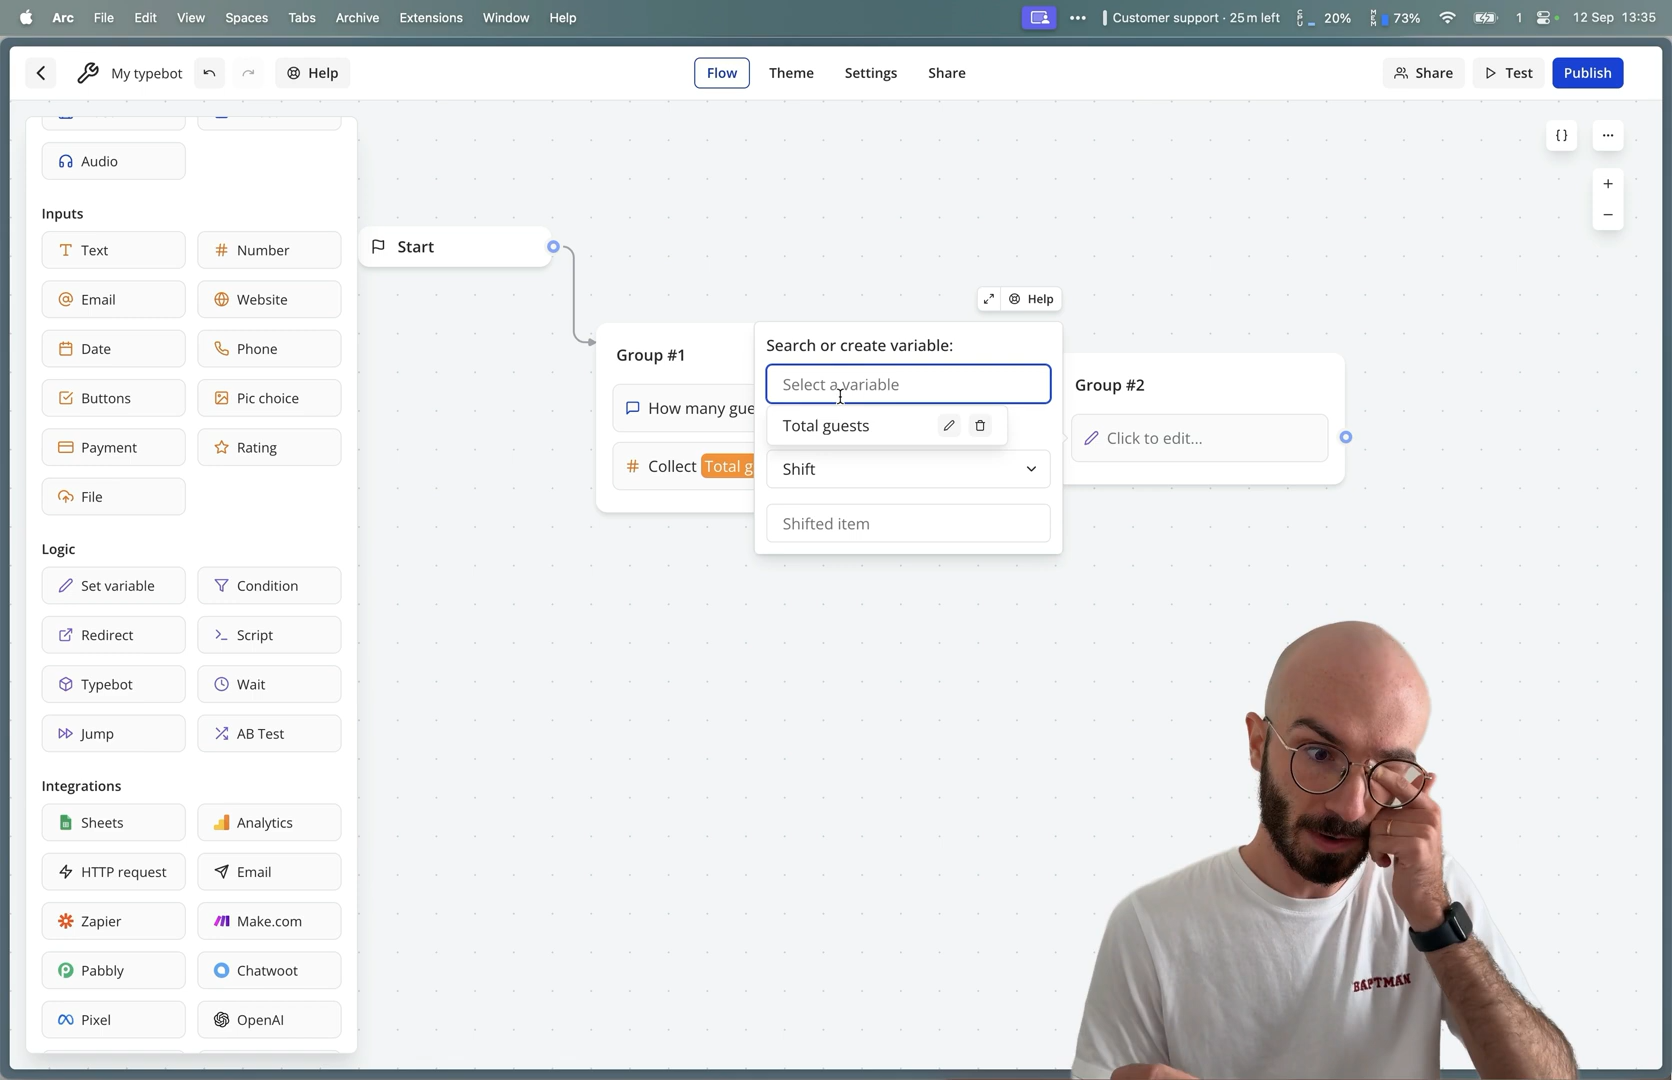 Arc File Edit View Spaces Tabs Archive Extensions Window Help
Customer support · 25 m left CPU 20% MEM 73% 1 12 Sep 13:35
My typebot Help Flow Theme Settings Share Share Test Publish
Audio
Inputs
Text Number
Email Website
Date Phone
Buttons Pic choice
Payment Rating
File
Logic
Set variable Condition
Redirect Script
Typebot Wait
Jump AB Test
Integrations
Sheets Analytics
HTTP request Email
Zapier Make.com
Pabbly Chatwoot
Pixel OpenAI
Start
Group #1
How many gue
Collect Total g
Help
Search or create variable:
Select a variable
Total guests
Shift
Shifted item
Group #2
Click to edit...
{ }
BAPTMAN